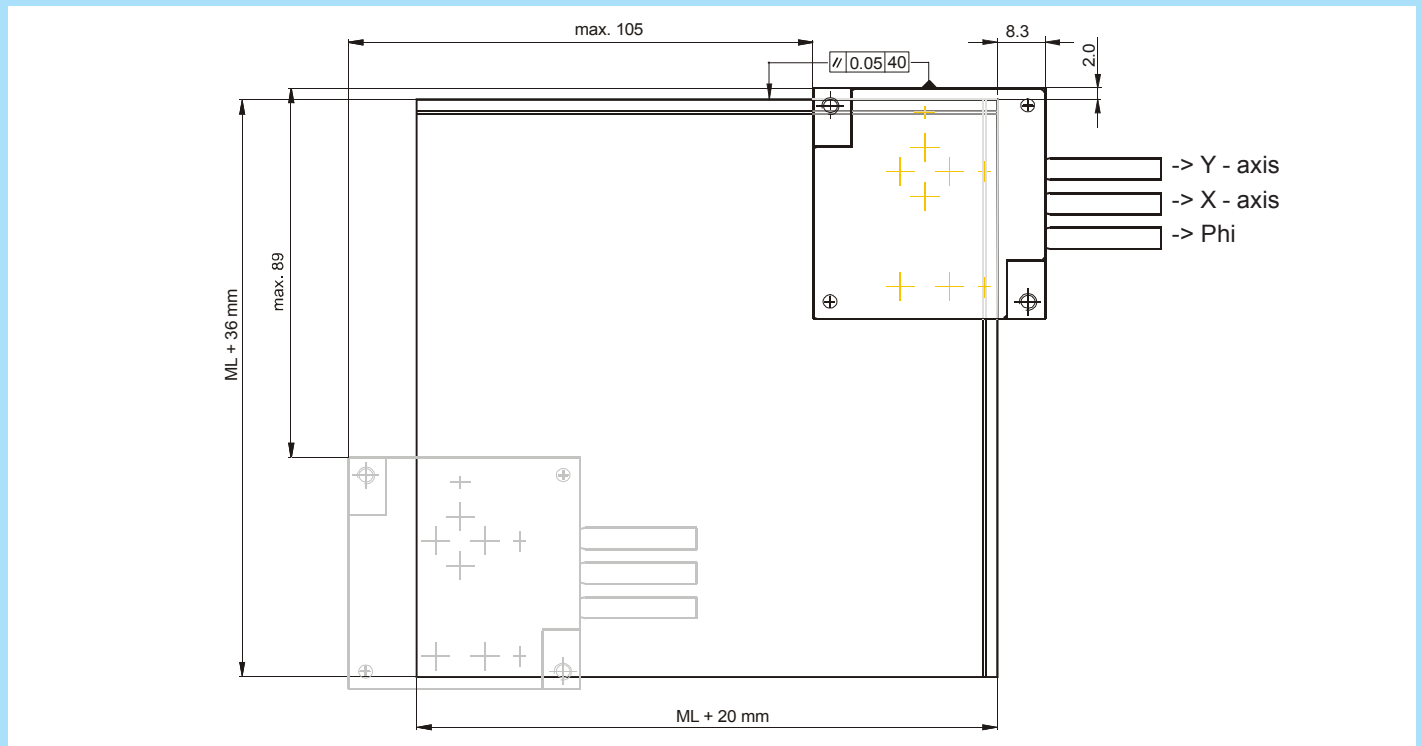 max. 105
8.3
2.0
// 0.05 40
-> Y - axis
-> X - axis
-> Phi
max. 89
ML + 36 mm
ML + 20 mm